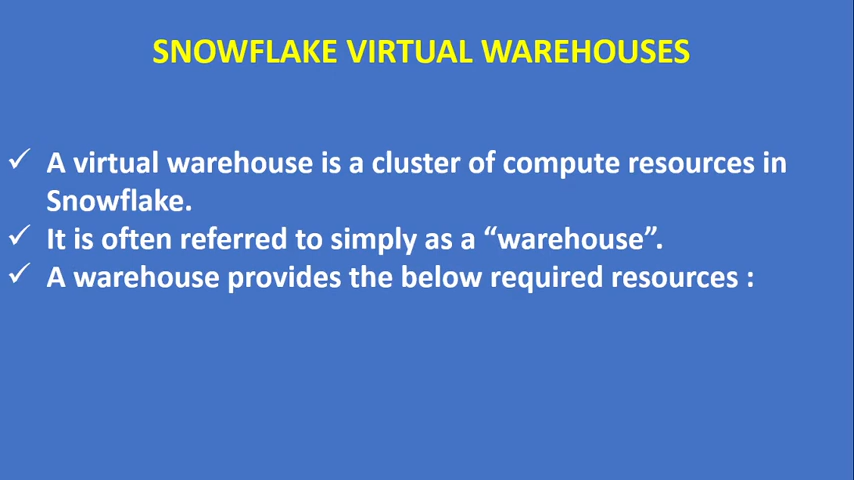 SNOWFLAKE VIRTUAL WAREHOUSES
✓ A virtual warehouse is a cluster of compute resources in
Snowflake.
✓ It is often referred to simply as a “warehouse”.
✓ A warehouse provides the below required resources :